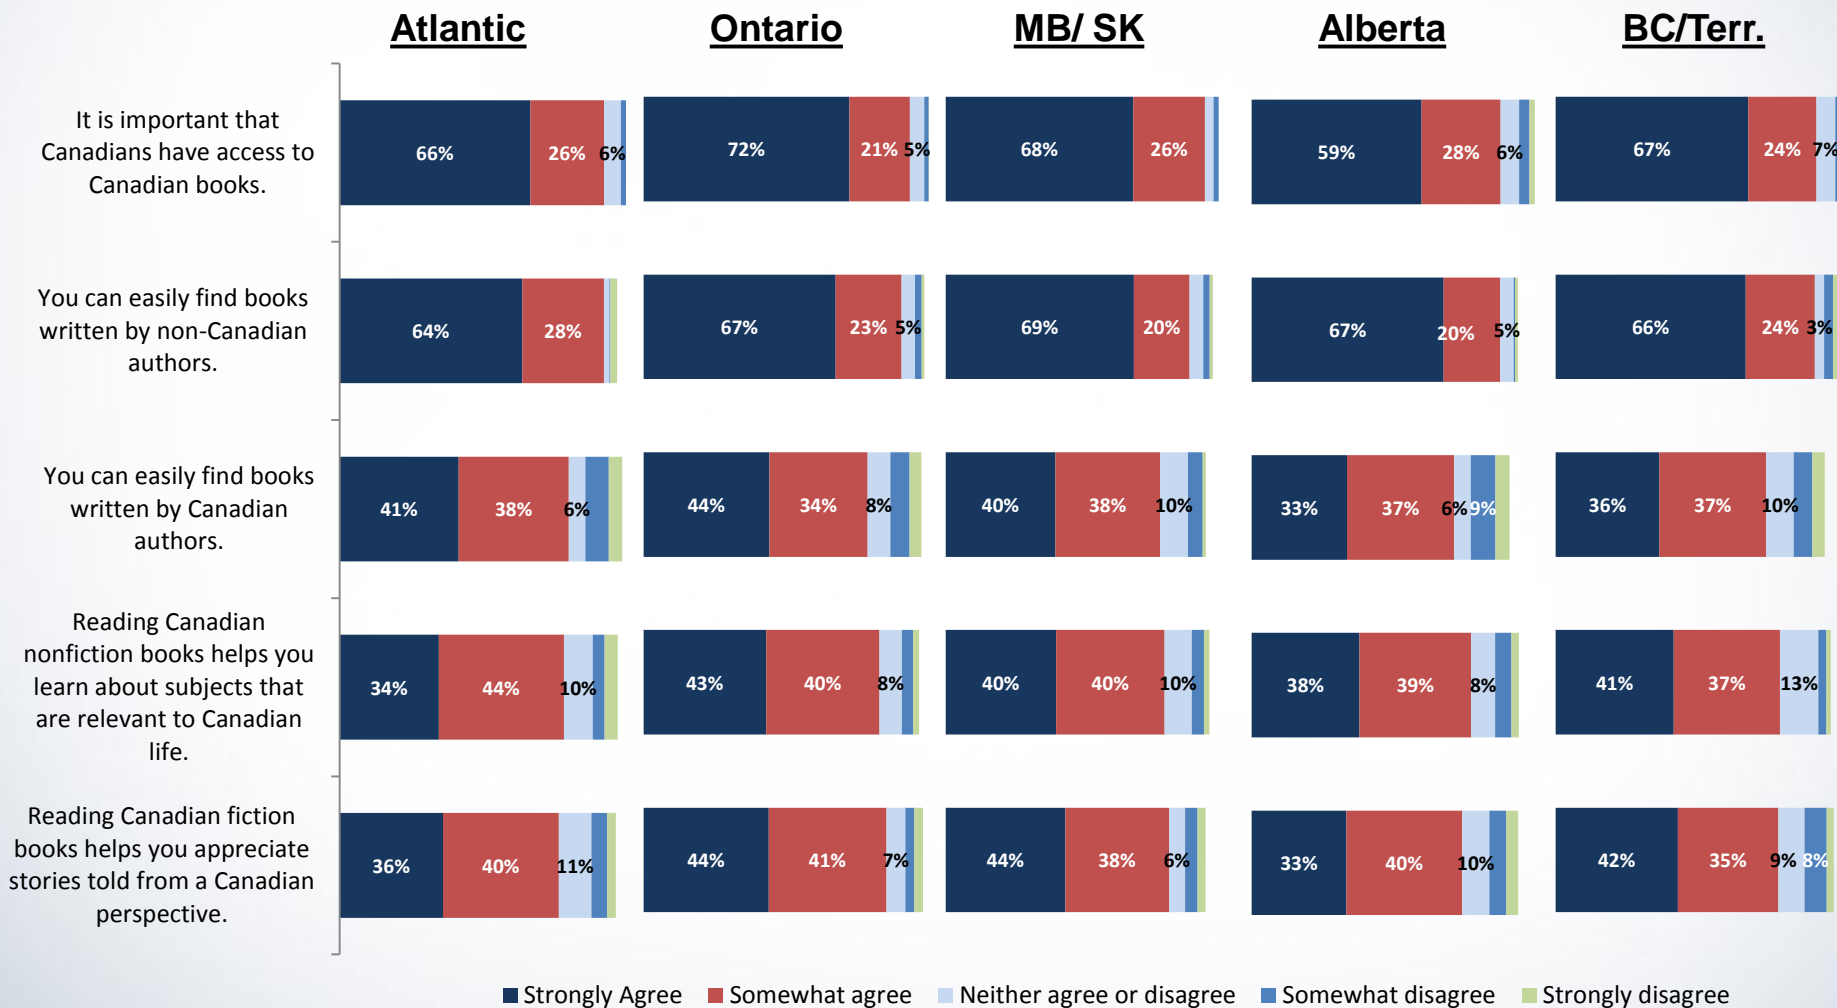 Atlantic Ontario MB/ SK Alberta BC/Terr.
It is important that
Canadians have access to
Canadian books.
66% 26% 6% 72% 21% 5% 68% 26% 59% 28% 6% 67% 24% 7%
You can easily find books
written by non-Canadian
authors.
64% 28% 67% 23% 5% 69% 20% 67% 20% 5% 66% 24% 3%
You can easily find books
written by Canadian
authors.
41% 38% 6% 44% 34% 8% 40% 38% 10% 33% 37% 6% 9% 36% 37% 10%
Reading Canadian
nonfiction books helps you
learn about subjects that
are relevant to Canadian
life.
34% 44% 10% 43% 40% 8% 40% 40% 10% 38% 39% 8% 41% 37% 13%
Reading Canadian fiction
books helps you appreciate
stories told from a Canadian
perspective.
36% 40% 11% 44% 41% 7% 44% 38% 6% 33% 40% 10% 42% 35% 9% 8%
Strongly Agree Somewhat agree Neither agree or disagree Somewhat disagree Strongly disagree